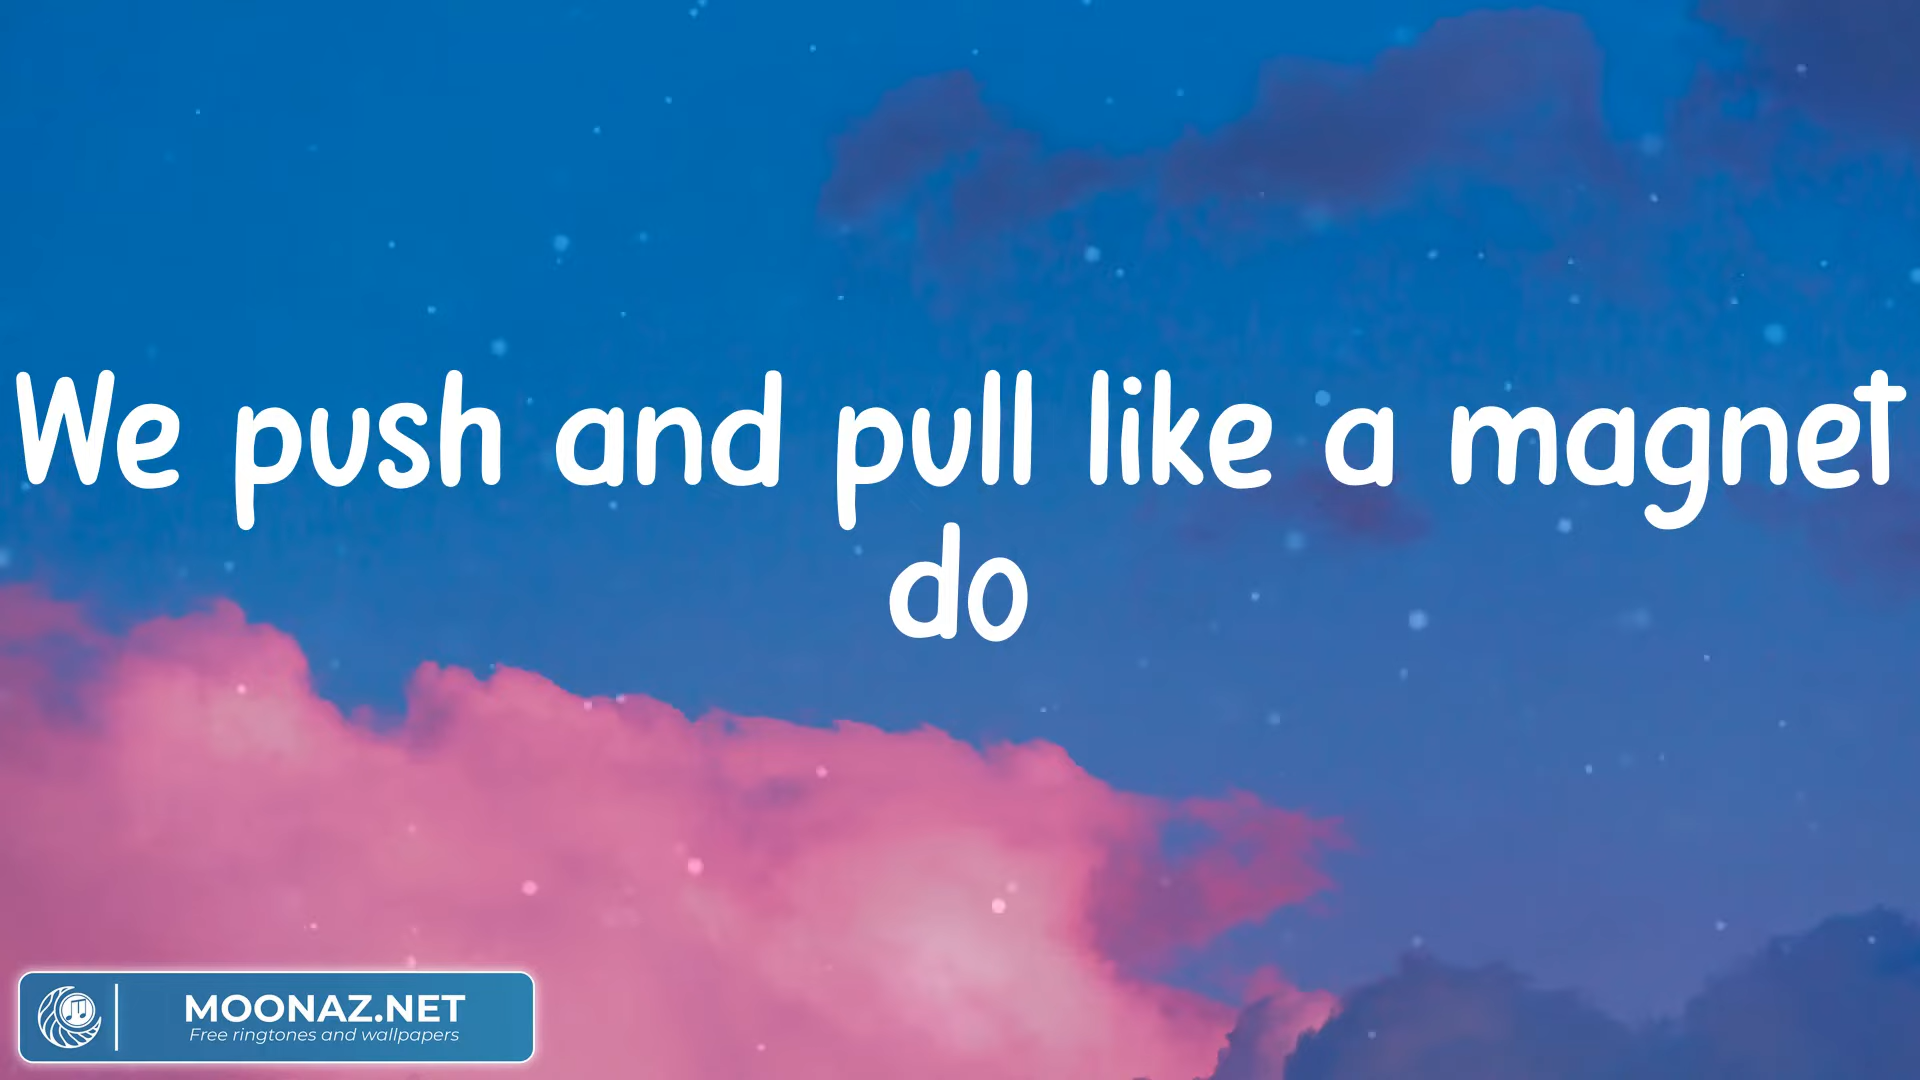 We push and pull like a magnet
do
MOONAZ.NET
Free ringtones and wallpapers